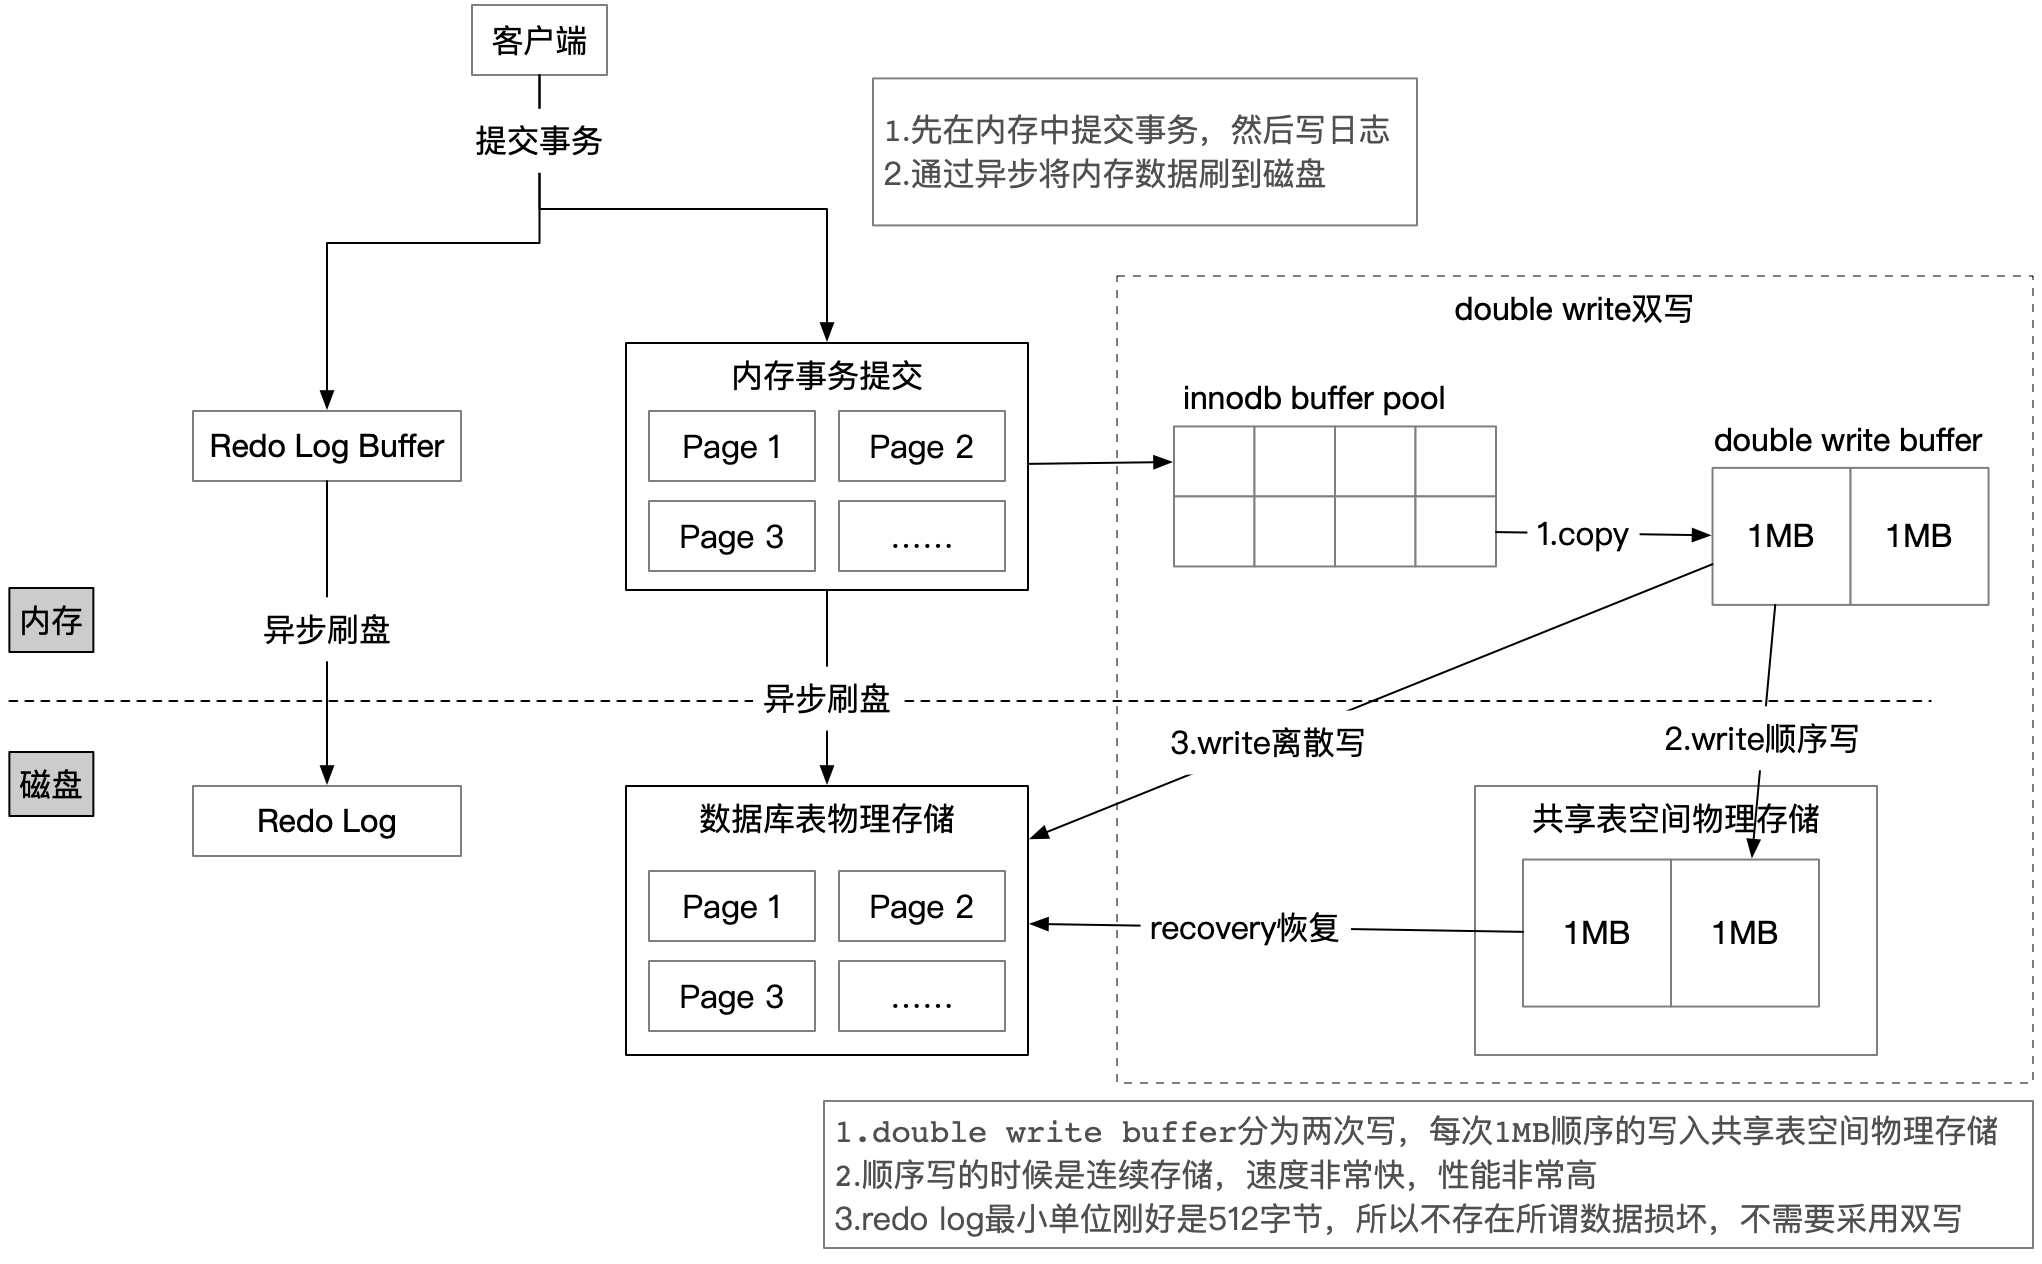 客户端
提交事务
1.先在内存中提交事务，然后写日志
2.通过异步将内存数据刷到磁盘
double write双写
内存事务提交
innodb buffer pool
Redo Log Buffer
Page 1
Page 2
double write buffer
Page 3
......
1.copy
1MB
1MB
内存
异步刷盘
异步刷盘
3.write离散写
2.write顺序写
磁盘
Redo Log
数据库表物理存储
共享表空间物理存储
Page 1
Page 2
recovery恢复
1MB
1MB
Page 3
......
1.double write buffer分为两次写，每次1MB顺序的写入共享表空间物理存储
2.顺序写的时候是连续存储，速度非常快，性能非常高
3.redo log最小单位刚好是512字节，所以不存在所谓数据损坏，不需要采用双写